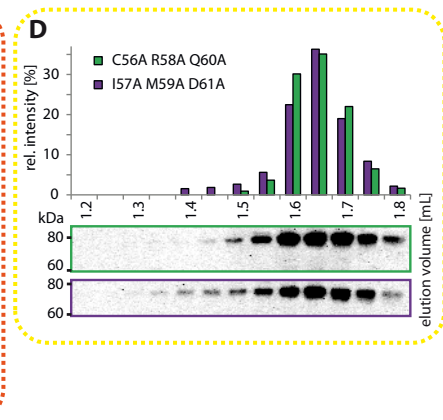 D
C56A R58A Q60A
I57A M59A D61A
rel. intensity [%]
30
20
10
0
1.2 1.3 1.4 1.5 1.6 1.7 1.8
elution volume [mL]
kDa
80
60
80
60